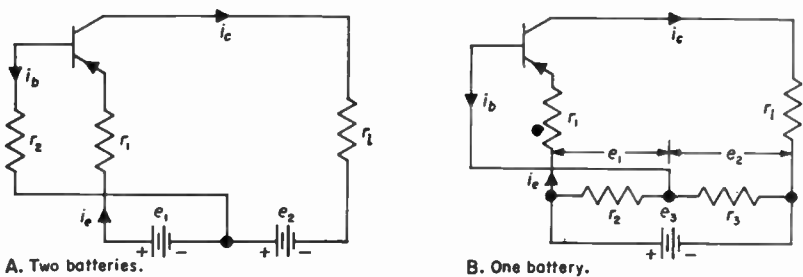 i_c
i_b
r_2
r_1
r_l
i_e
e_1
e_2
+ -
+ -
A. Two batteries.
i_c
i_b
r_1
r_l
e_1
e_2
i_e
r_2
e_3
r_3
+ -
B. One battery.